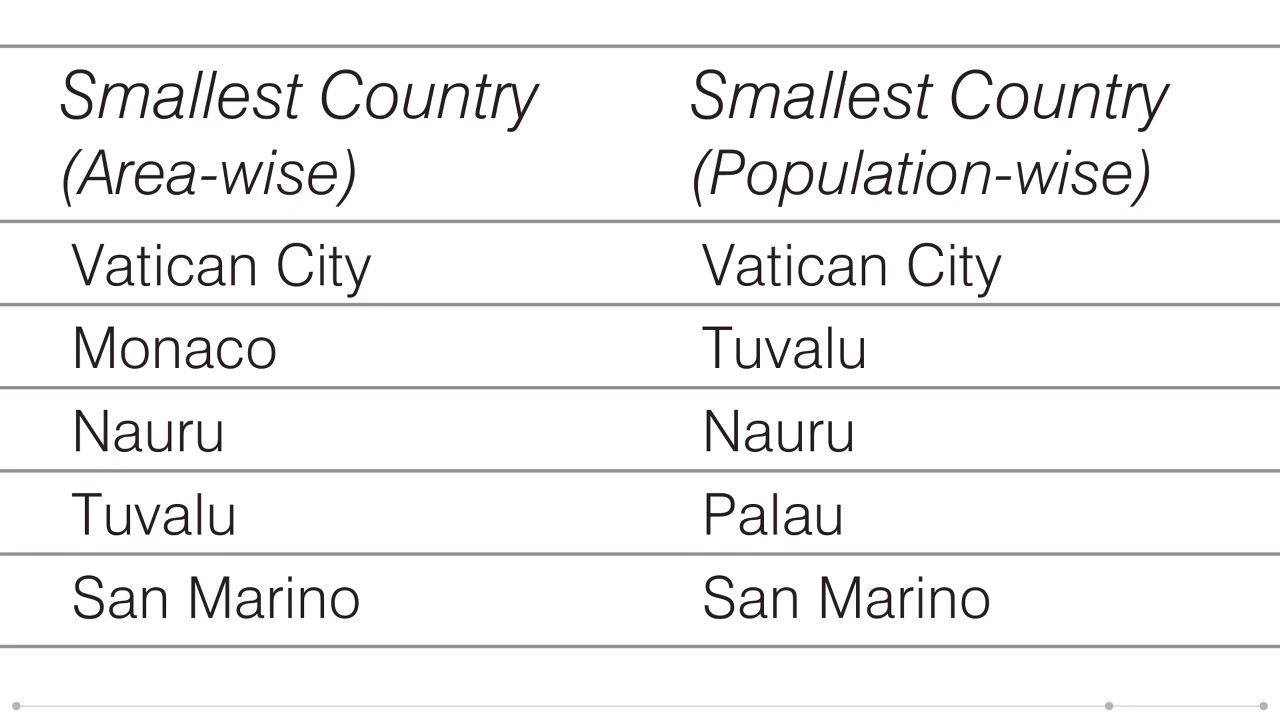 Smallest Country
(Area-wise)
Smallest Country
(Population-wise)
Vatican City
Vatican City
Monaco
Tuvalu
Nauru
Nauru
Tuvalu
Palau
San Marino
San Marino